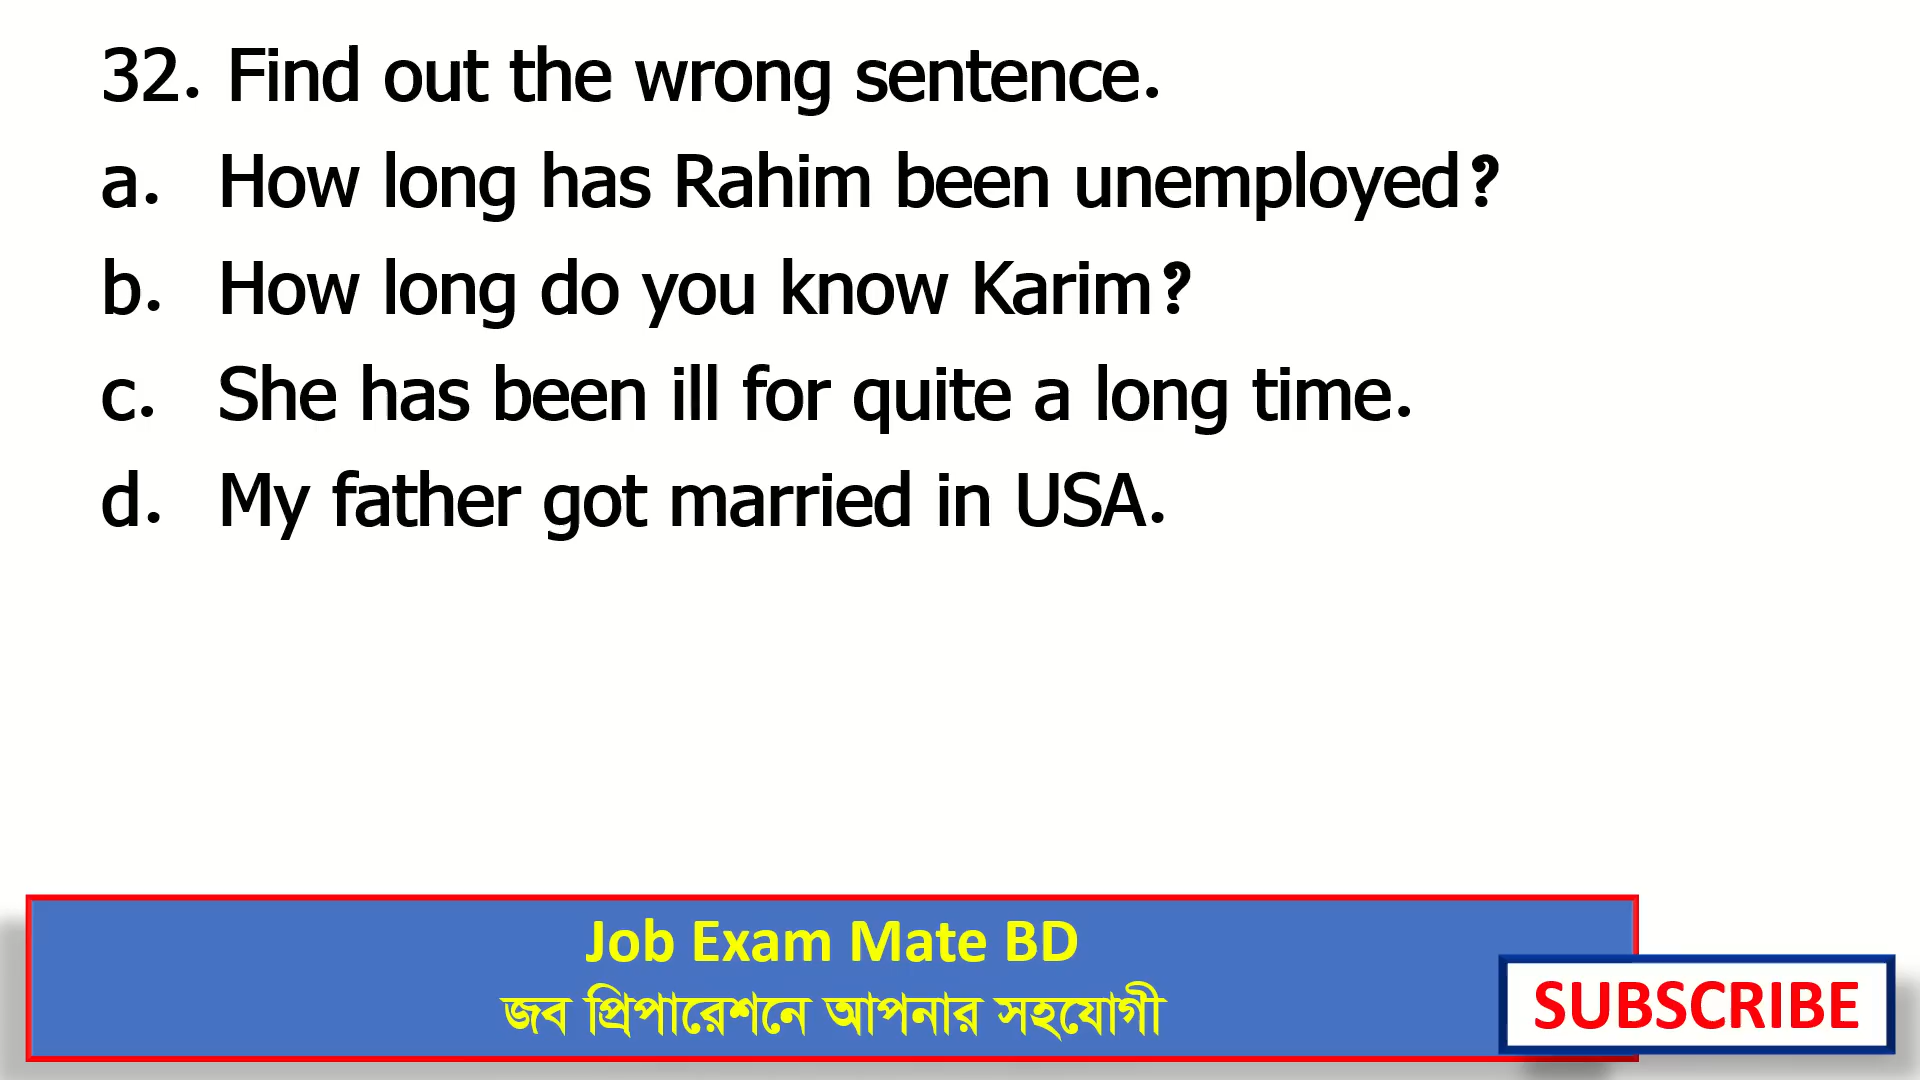 32. Find out the wrong sentence.
a. How long has Rahim been unemployed?
b. How long do you know Karim?
c. She has been ill for quite a long time.
d. My father got married in USA.
Job Exam Mate BD
জব প্রিপারেশনে আপনার সহযোগী
SUBSCRIBE